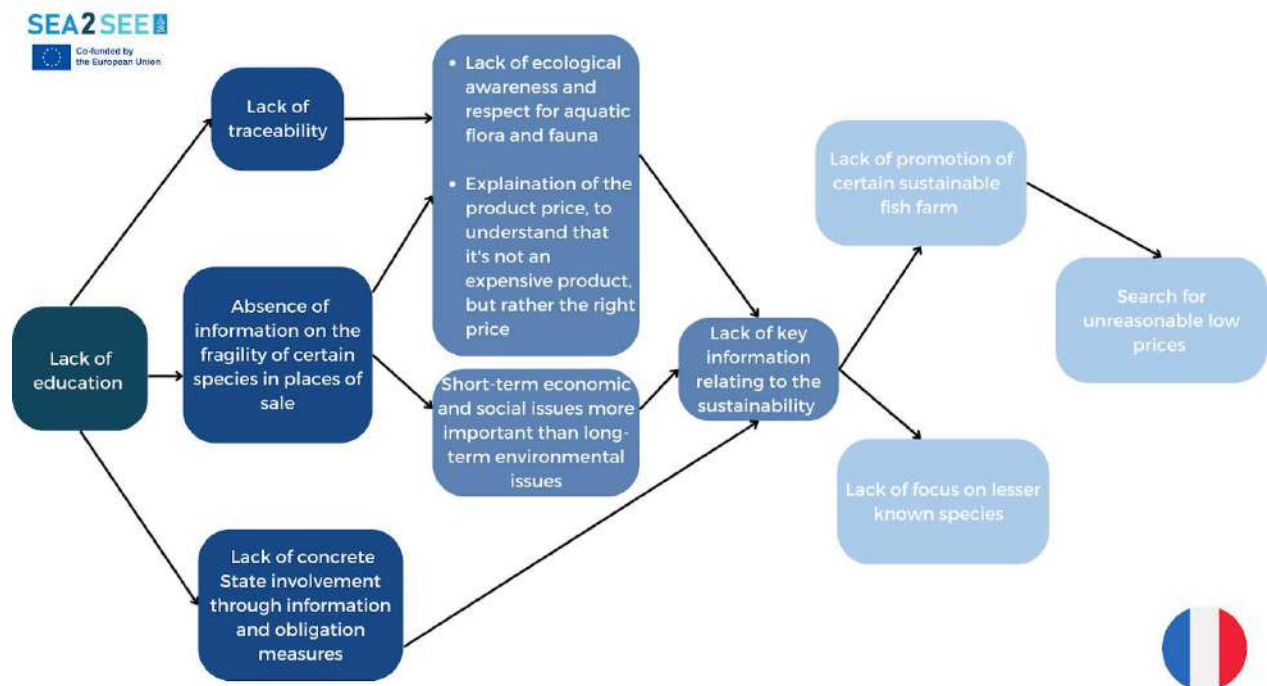 SEA2SEE
Co-funded by
the European Union
Lack of
traceability
• Lack of ecological
awareness and
respect for aquatic
flora and fauna
• Explaination of the
product price, to
understand that
it's not an
expensive product,
but rather the right
price
Lack of promotion of
certain sustainable
fish farm
Search for
unreasonable low
prices
Lack of
education
Absence of
information on the
fragility of certain
species in places of
sale
Short-term economic
and social issues more
important than long-
term environmental
issues
Lack of key
information
relating to the
sustainability
Lack of focus on lesser
known species
Lack of concrete
State involvement
through information
and obligation
measures